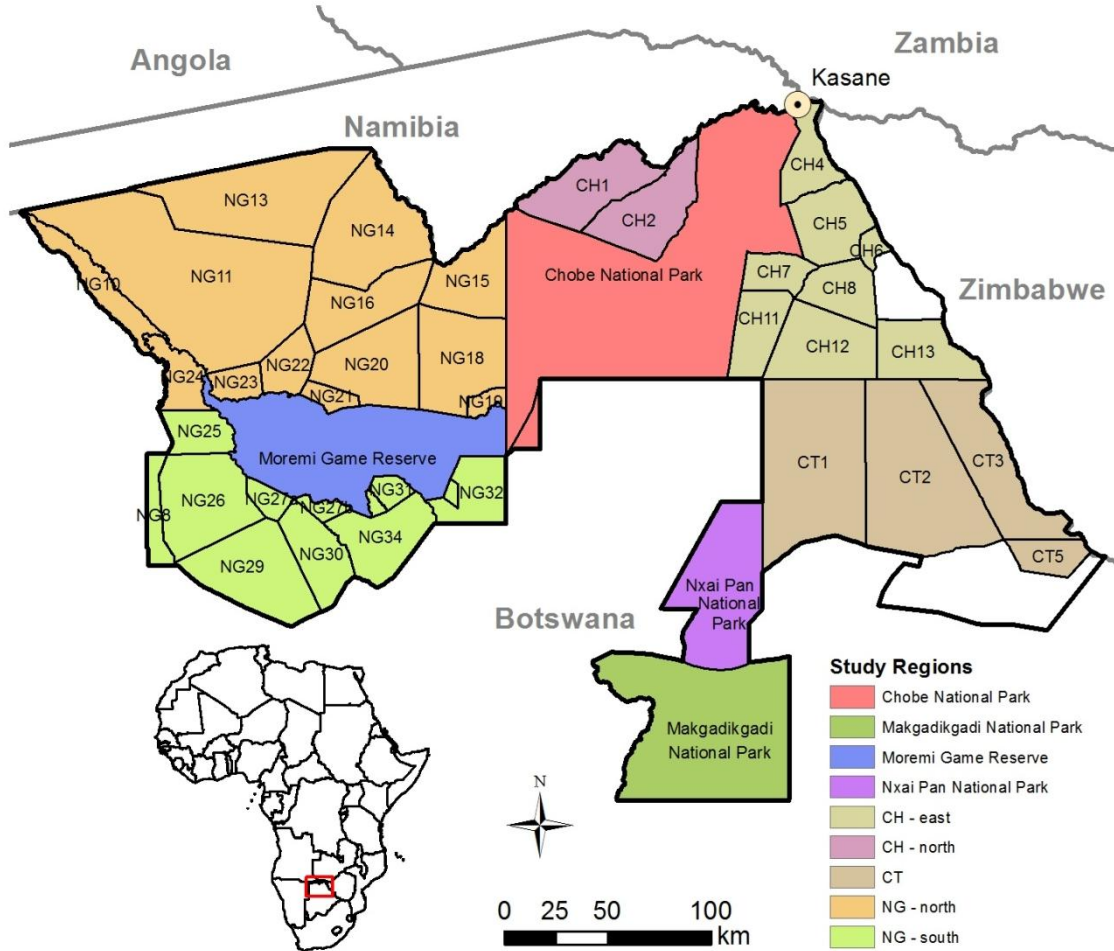 Angola
Zambia
Kasane
Namibia
CH1
CH4
NG13
CH2
NG14
CH5
CH6
NG10
NG11
Chobe National Park
NG15
CH7
Zimbabwe
NG16
CH8
CH11
NG18
CH12
CH13
NG22
NG20
NG24
NG23
NG21
NG19
NG25
Moremi Game Reserve
CT1
CT2
CT3
NG31
NG32
NG26
NG27a
NG27b
NG8
NG34
CT5
NG29
NG30
Nxai Pan
National
Park
Botswana
Makgadikgadi
National Park
N
0 25 50 100
km
Study Regions
Chobe National Park
Makgadikgadi National Park
Moremi Game Reserve
Nxai Pan National Park
CH - east
CH - north
CT
NG - north
NG - south